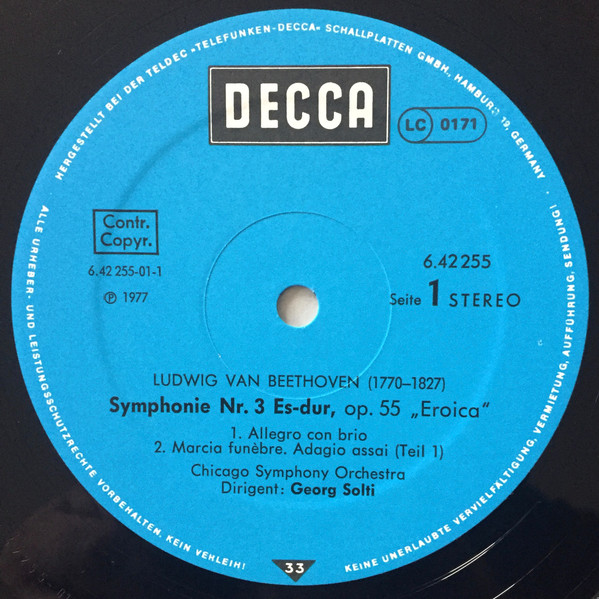 HERGESTELLT BEI DER TELDEC »TELEFUNKEN-DECCA« SCHALLPLATTEN GMBH, HAMBURG 19, GERMANY ·
DECCA
LC 0171
Contr.
Copyr.
6.42 255-01-1
Ⓟ 1977
6.42 255
Seite 1 STEREO
LUDWIG VAN BEETHOVEN (1770–1827)
Symphonie Nr. 3 Es-dur, op. 55 „Eroica“
1. Allegro con brio
2. Marcia funèbre. Adagio assai (Teil 1)
Chicago Symphony Orchestra
Dirigent: Georg Solti
33
ALLE URHEBER- UND LEISTUNGSSCHUTZRECHTE VORBEHALTEN. KEIN VERLEIH!
KEINE UNERLAUBTE VERVIELFÄLTIGUNG, VERMIETUNG, AUFFÜHRUNG, SENDUNG!